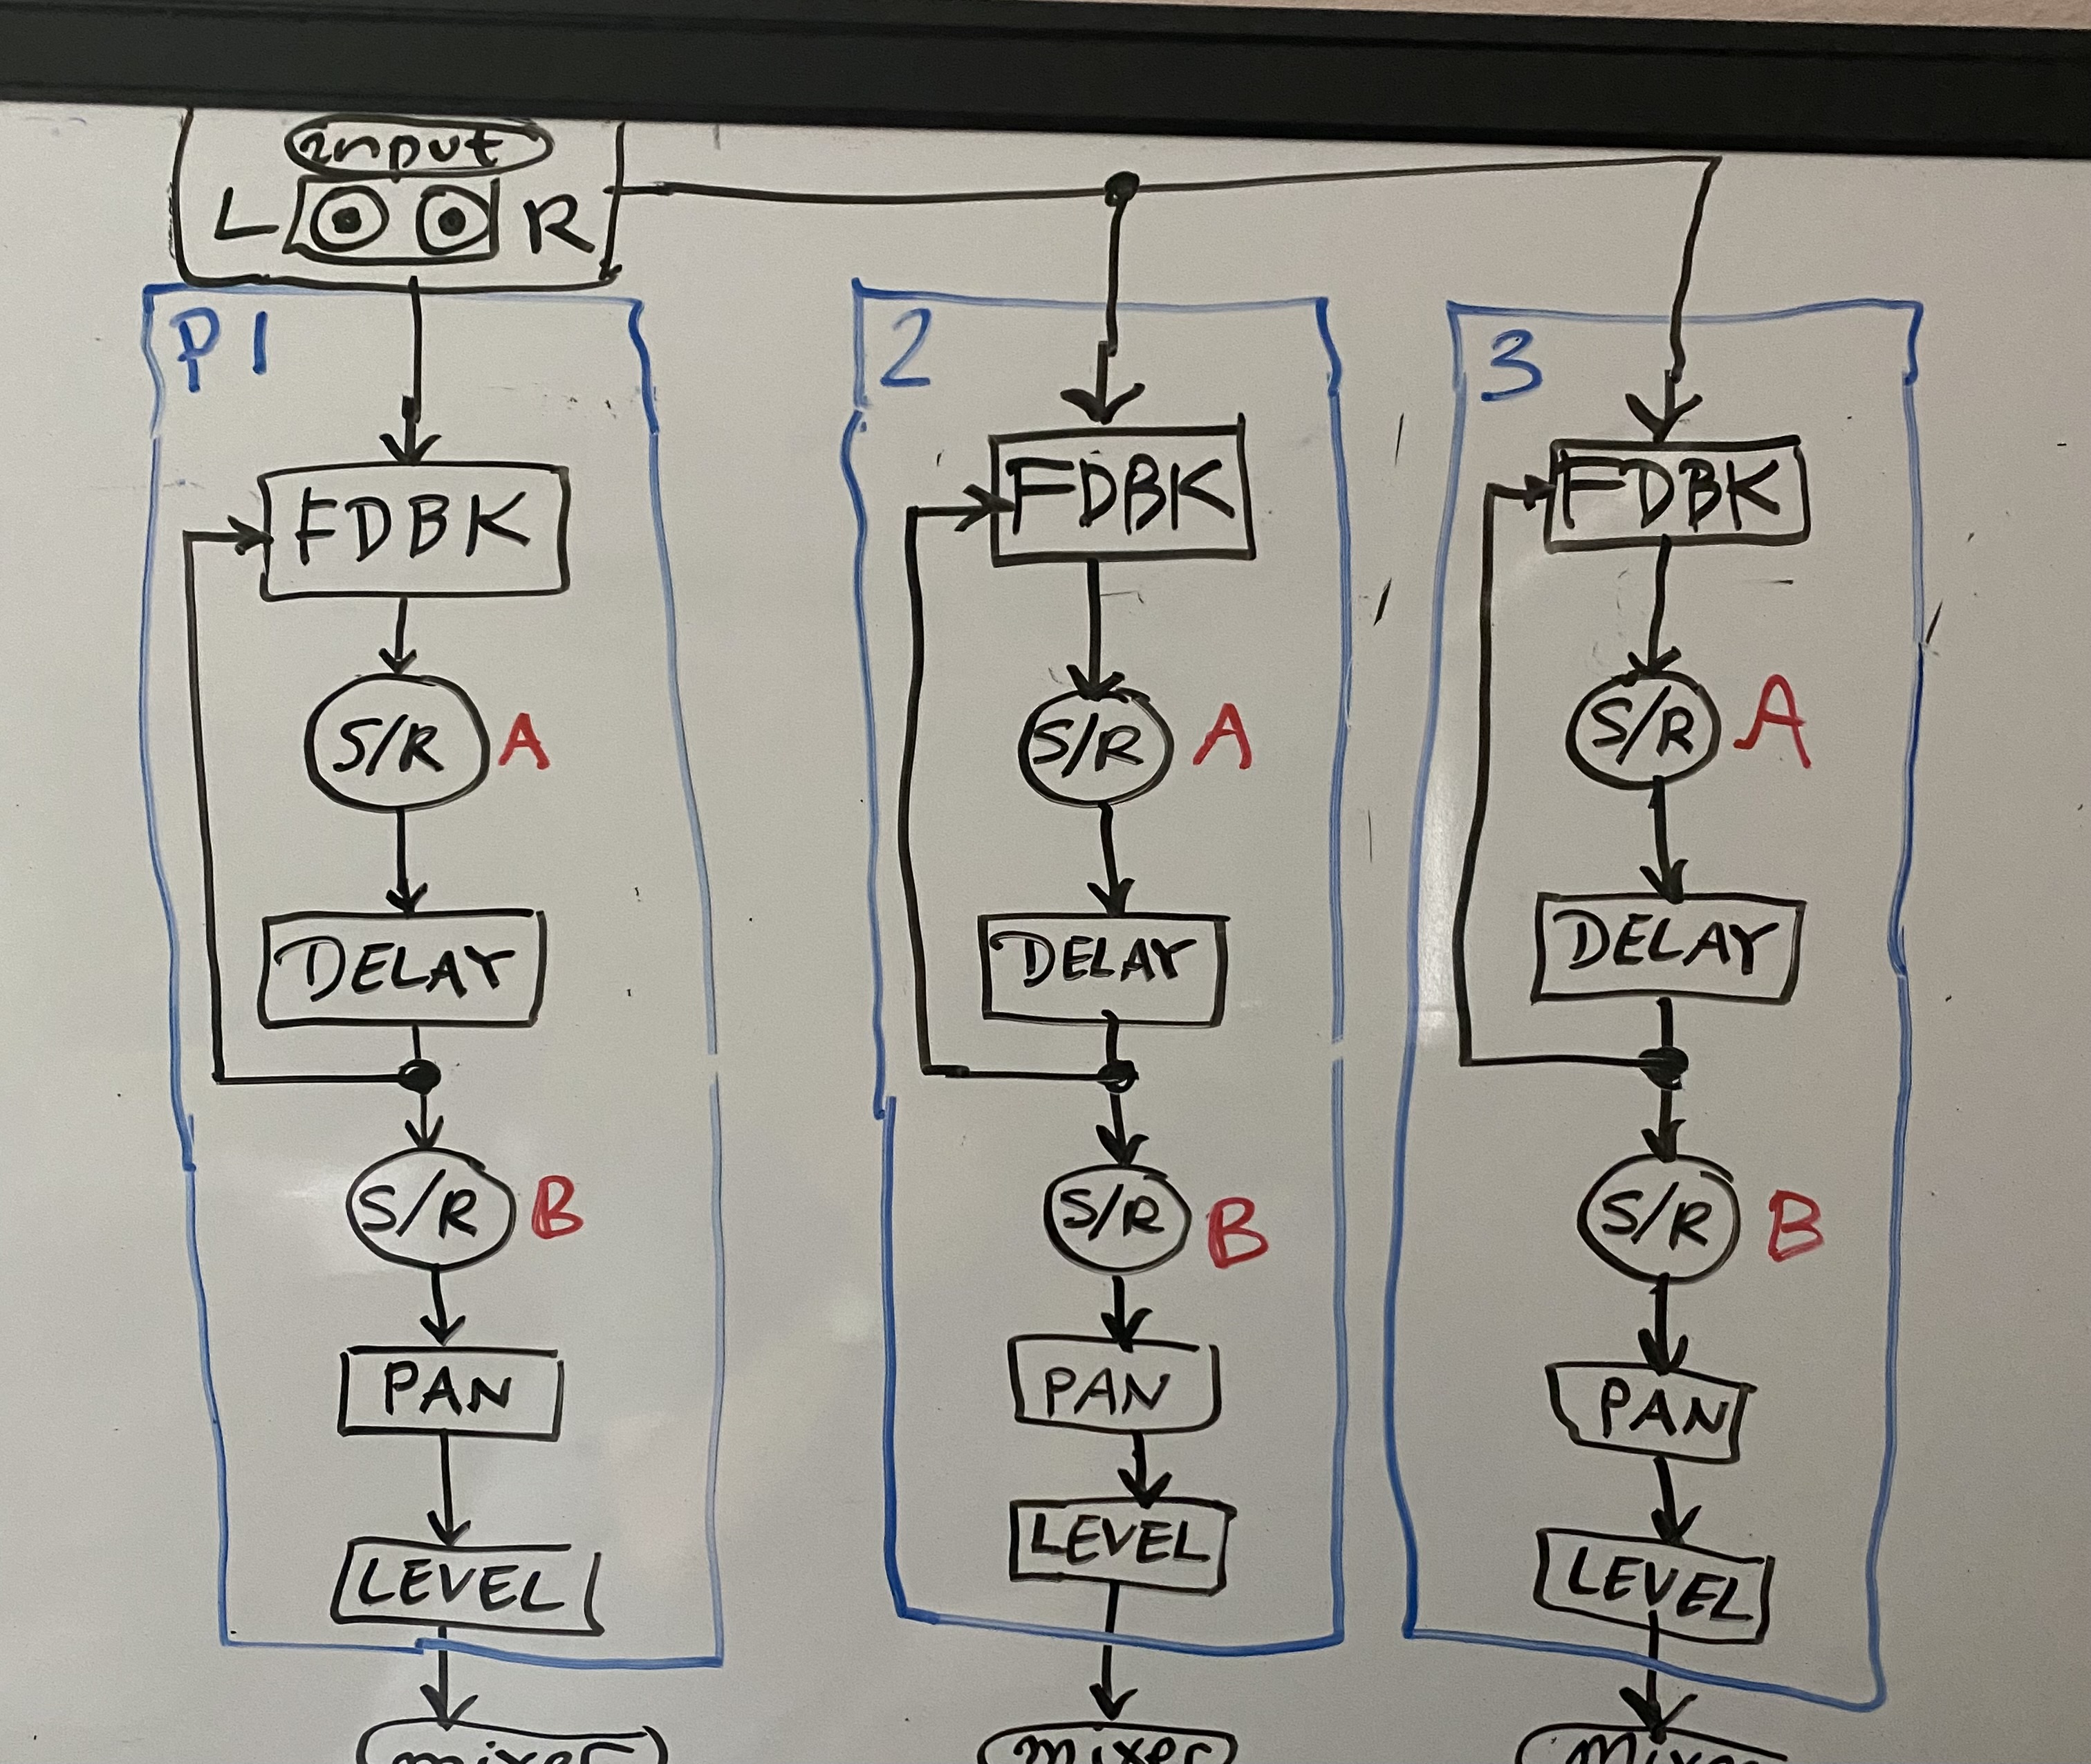 input
L R
P1
FDBK
S/R A
DELAY
S/R B
PAN
LEVEL
mixer
2
FDBK
S/R A
DELAY
S/R B
PAN
LEVEL
mixer
3
FDBK
S/R A
DELAY
S/R B
PAN
LEVEL
mixer